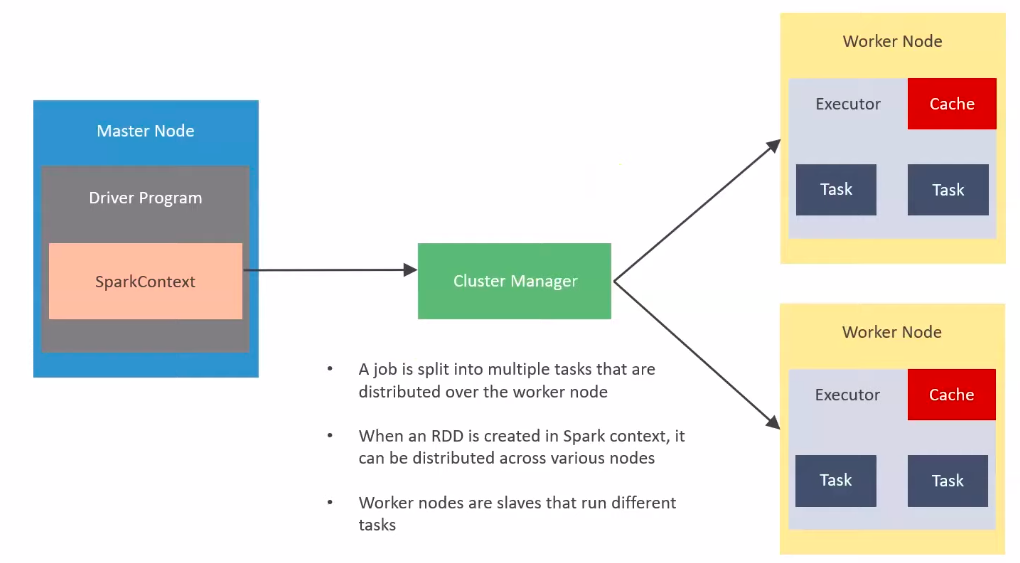 Master Node
Driver Program
SparkContext
Cluster Manager
Worker Node
Executor
Cache
Task
Task
Worker Node
Executor
Cache
Task
Task
• A job is split into multiple tasks that are
distributed over the worker node
• When an RDD is created in Spark context, it
can be distributed across various nodes
• Worker nodes are slaves that run different
tasks